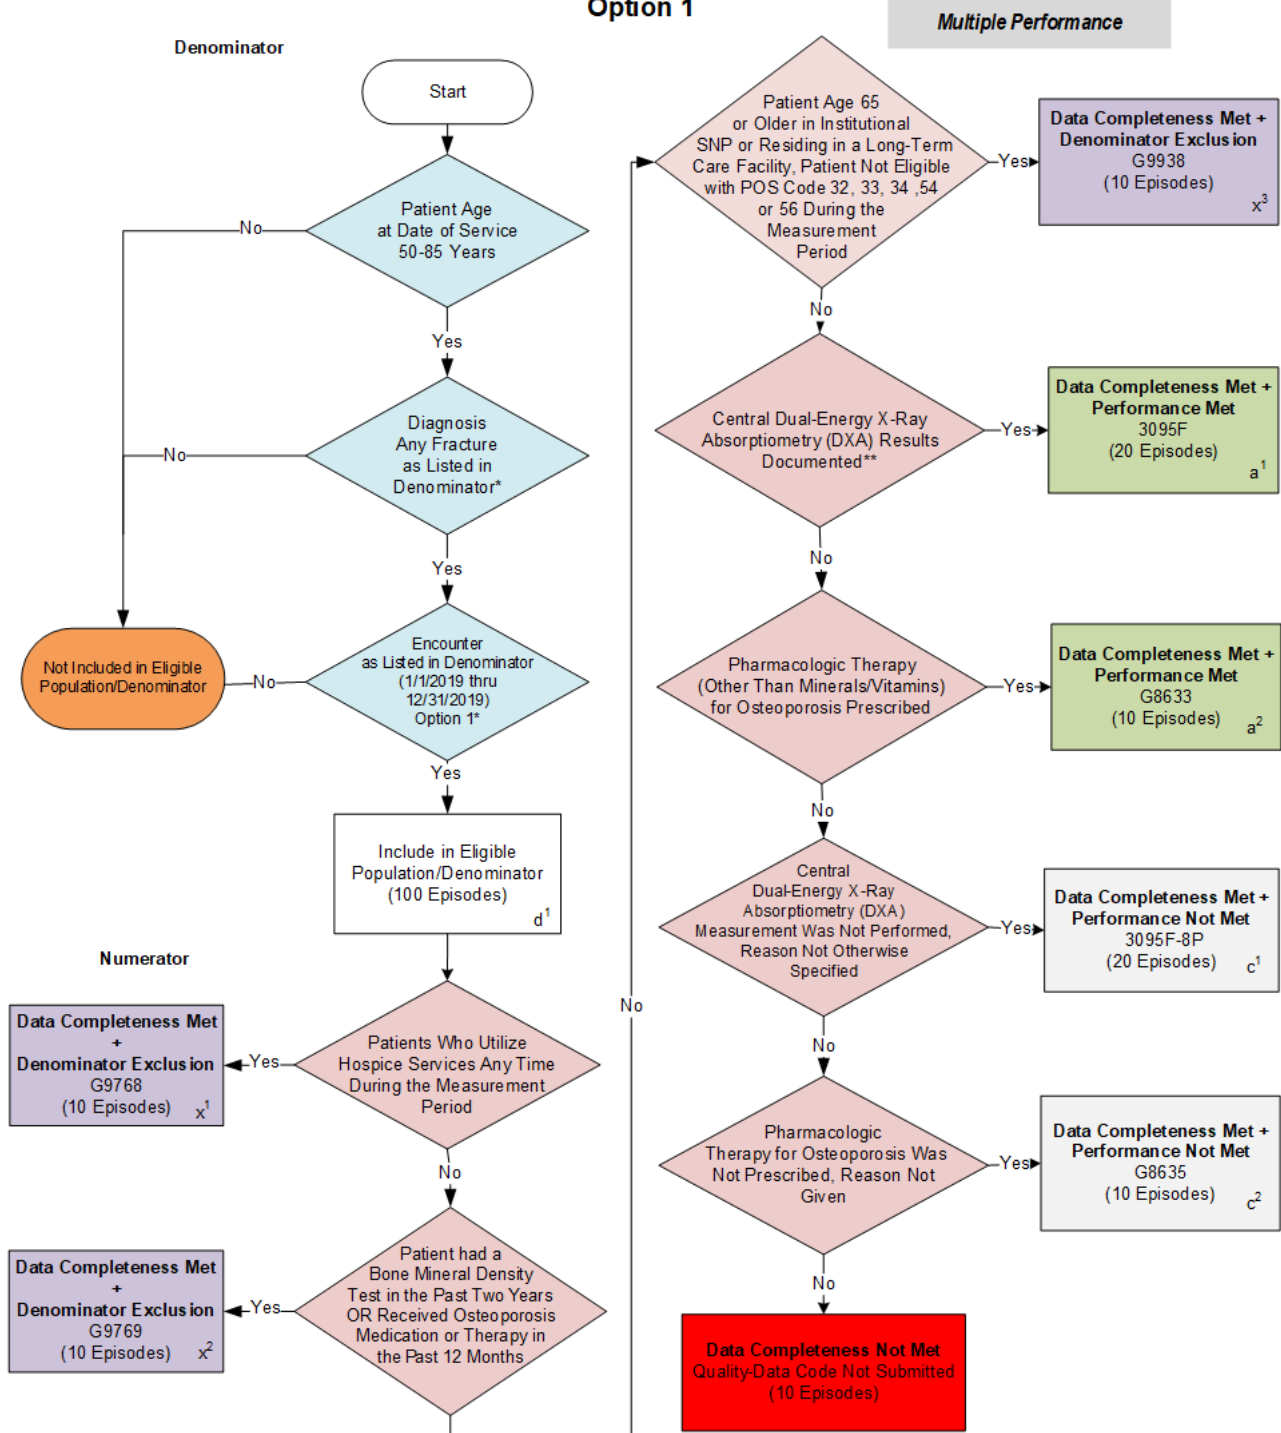 Option 1
Multiple Performance
Denominator
Start
Patient Age
at Date of Service
50-85 Years
No
Yes
Diagnosis
Any Fracture
as Listed in
Denominator*
No
Yes
Encounter
as Listed in Denominator
(1/1/2019 thru
12/31/2019)
Option 1*
No
Not Included in Eligible
Population/Denominator
Yes
Include in Eligible
Population/Denominator
(100 Episodes)
d1
Numerator
Patients Who Utilize
Hospice Services Any Time
During the Measurement
Period
Yes
Data Completeness Met
+
Denominator Exclusion
G9768
(10 Episodes)
x1
No
Patient had a
Bone Mineral Density
Test in the Past Two Years
OR Received Osteoporosis
Medication or Therapy in
the Past 12 Months
Yes
Data Completeness Met
+
Denominator Exclusion
G9769
(10 Episodes)
x2
No
Patient Age 65
or Older in Institutional
SNP or Residing in a Long-Term
Care Facility, Patient Not Eligible
with POS Code 32, 33, 34 ,54
or 56 During the
Measurement
Period
Yes
Data Completeness Met +
Denominator Exclusion
G9938
(10 Episodes)
x3
No
Central Dual-Energy X-Ray
Absorptiometry (DXA) Results
Documented**
Yes
Data Completeness Met +
Performance Met
3095F
(20 Episodes)
a1
No
Pharmacologic Therapy
(Other Than Minerals/Vitamins)
for Osteoporosis Prescribed
Yes
Data Completeness Met +
Performance Met
G8633
(10 Episodes)
a2
No
Central
Dual-Energy X-Ray
Absorptiometry (DXA)
Measurement Was Not Performed,
Reason Not Otherwise
Specified
Yes
Data Completeness Met +
Performance Not Met
3095F-8P
(20 Episodes)
c1
No
Pharmacologic
Therapy for Osteoporosis Was
Not Prescribed, Reason Not
Given
Yes
Data Completeness Met +
Performance Not Met
G8635
(10 Episodes)
c2
No
Data Completeness Not Met
Quality-Data Code Not Submitted
(10 Episodes)